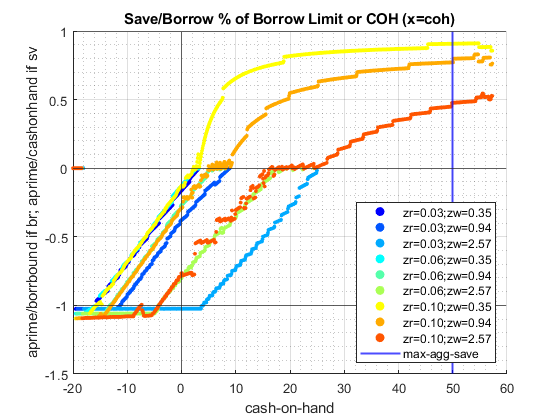 Save/Borrow % of Borrow Limit or COH (x=coh)
aprime/borrbound if br; aprime/cashonhand if sv
1
0.5
0
-0.5
-1
-1.5
zr=0.03;zw=0.35
zr=0.03;zw=0.94
zr=0.03;zw=2.57
zr=0.06;zw=0.35
zr=0.06;zw=0.94
zr=0.06;zw=2.57
zr=0.10;zw=0.35
zr=0.10;zw=0.94
zr=0.10;zw=2.57
max-agg-save
-20 -10 0 10 20 30 40 50 60
cash-on-hand